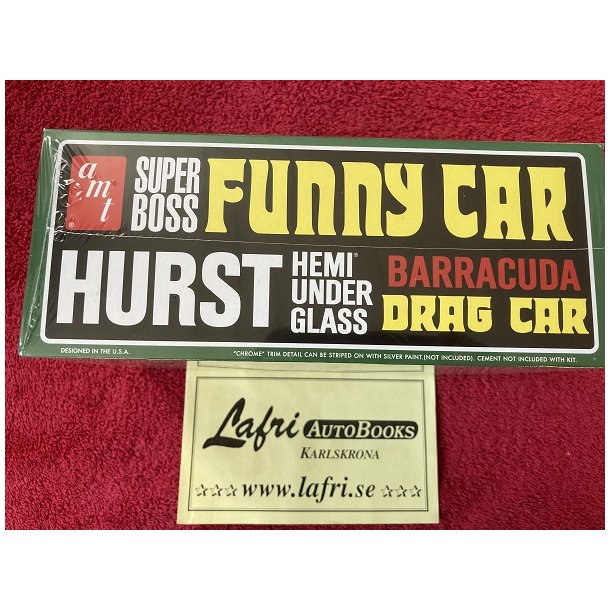 amt®
SUPER BOSS FUNNY CAR
HURST HEMI® UNDER GLASS BARRACUDA DRAG CAR
DESIGNED IN THE U.S.A. "CHROME" TRIM DETAIL CAN BE STRIPED ON WITH SILVER PAINT.(NOT INCLUDED). CEMENT NOT INCLUDED WITH KIT.
Lafri AUTOBOOKS
KARLSKRONA
☆☆☆ www.lafri.se ☆☆☆